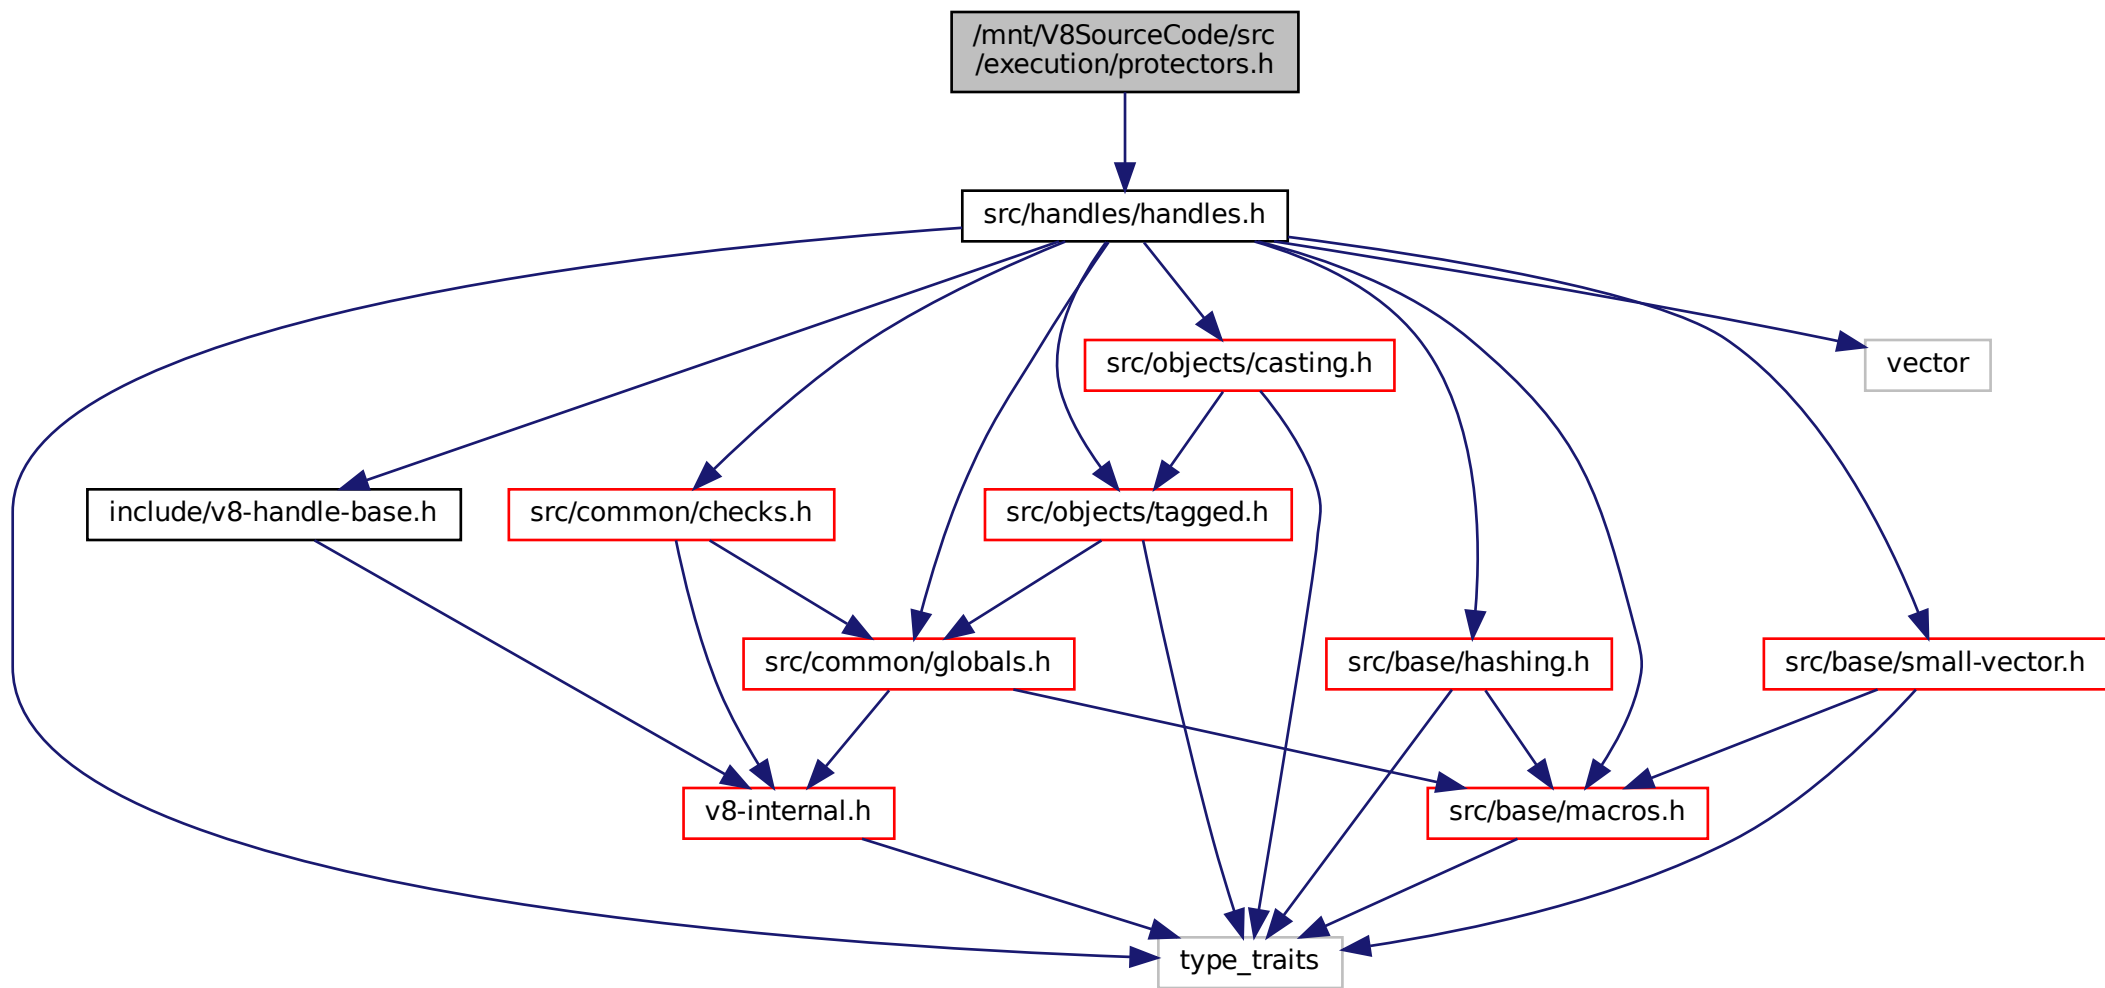 /mnt/V8SourceCode/src
/execution/protectors.h
src/handles/handles.h
src/objects/casting.h
vector
include/v8-handle-base.h
src/common/checks.h
src/objects/tagged.h
src/common/globals.h
src/base/hashing.h
src/base/small-vector.h
v8-internal.h
src/base/macros.h
type_traits